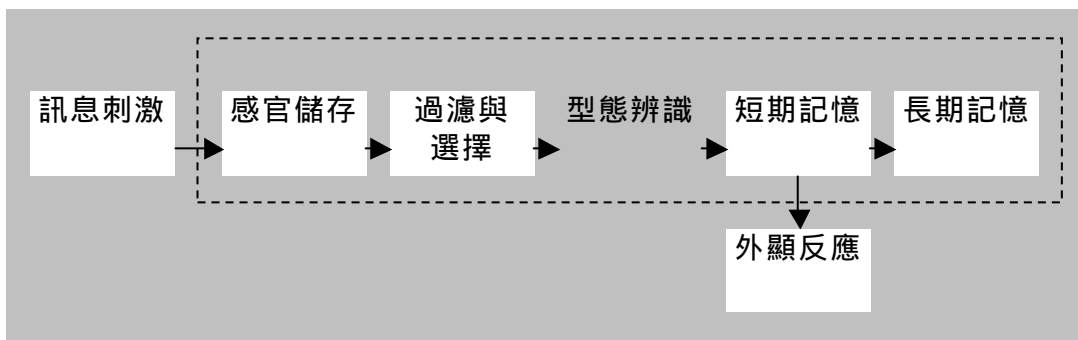 訊息刺激
感官儲存
過濾與
選擇
型態辨識
短期記憶
長期記憶
外顯反應